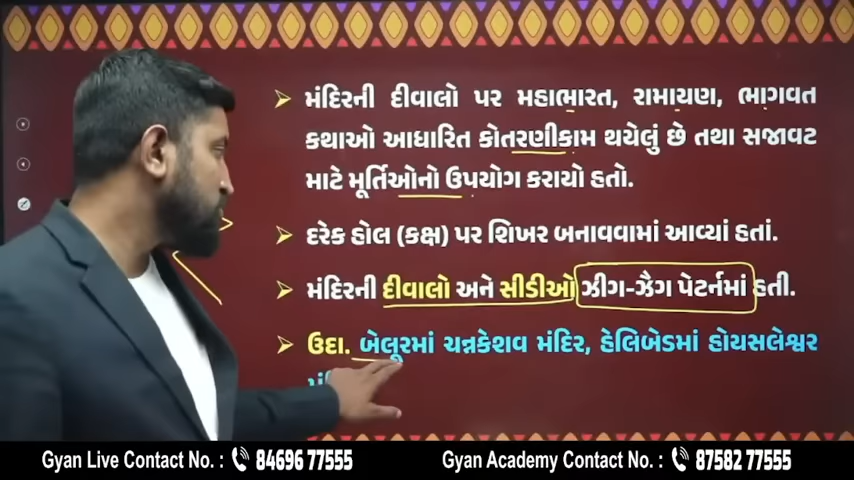 મંદિરની દીવાલો પર મહાભારત, રામાયણ, ભાગવત
કથાઓ આધારિત કોતરણીકામ થયેલું છે તથા સજાવટ
માટે મૂર્તિઓનો ઉપયોગ કરાયો હતો.
દરેક હોલ (કક્ષ) પર શિખર બનાવવામાં આવ્યાં હતાં.
મંદિરની દીવાલો અને સીડીઓ ઝીગ-ઝૈગ પેટર્નમાં હતી.
ઉદા. બેલૂરમાં ચન્નકેશવ મંદિર, હેલિબેડમાં હોયસલેશ્વર
Gyan Live Contact No. : 84696 77555
Gyan Academy Contact No. : 87582 77555